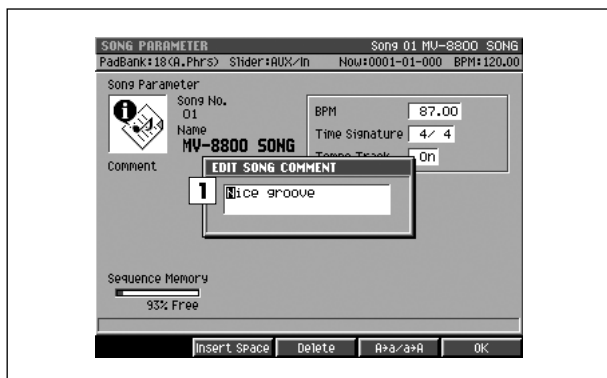 SONG PARAMETER Song 01 MV-8800 SONG
PadBank:18(A.Phrs) Slider:AUX/In Now:0001-01-000 BPM:120.00
Song Parameter
Song No.
01
Name
MV-8800 SONG
BPM 87.00
Time Signature 4/ 4
Tempo Track On
Comment
EDIT SONG COMMENT
1
Nice groove
Sequence Memory
93% Free
Insert Space Delete A→a/a→A OK